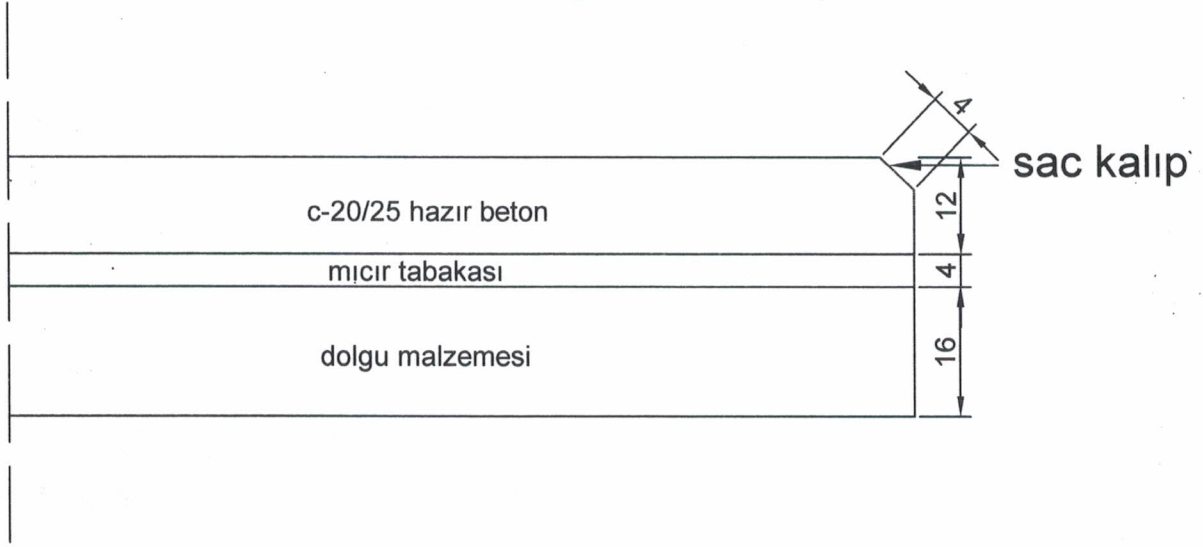 4
sac kalıp
c-20/25 hazır beton
12
mıcır tabakası
4
dolgu malzemesi
16